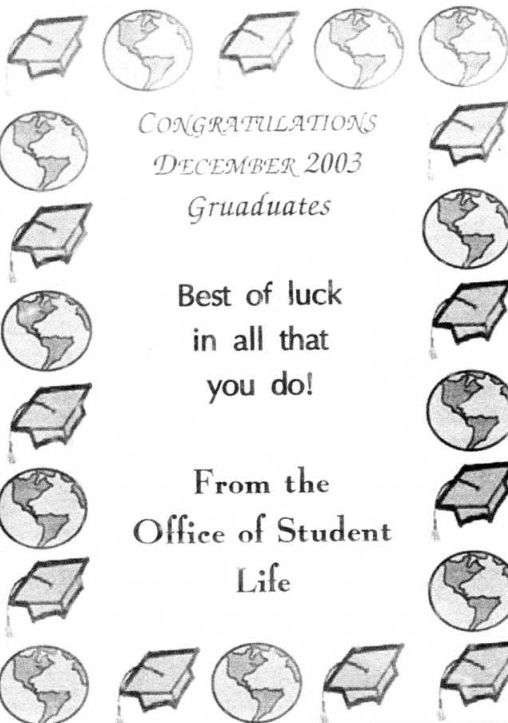 CONGRATULATIONS
DECEMBER 2003
Gruaduates
Best of luck
in all that
you do!
From the
Office of Student
Life